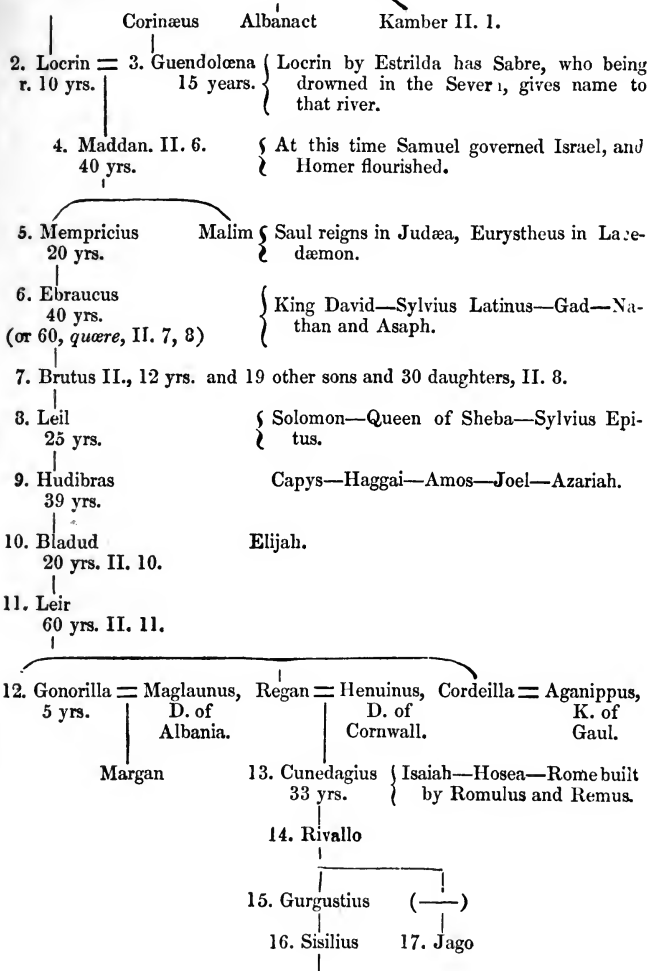 Corinæus Albanact Kamber II. 1.
2. Locrin = 3. Guendolœna { Locrin by Estrilda has Sabre, who being
r. 10 yrs. 15 years. drowned in the Sever , gives name to
that river.
4. Maddan. II. 6. { At this time Samuel governed Israel, and
40 yrs. Homer flourished.
5. Mempricius Malim { Saul reigns in Judæa, Eurystheus in La e-
20 yrs. dæmon.
6. Ebraucus
40 yrs. { King David—Sylvius Latinus—Gad—Na-
(or 60, quære, II. 7, 8) than and Asaph.
7. Brutus II., 12 yrs. and 19 other sons and 30 daughters, II. 8.
8. Leil { Solomon—Queen of Sheba—Sylvius Epi-
25 yrs. tus.
9. Hudibras Capys—Haggai—Amos—Joel—Azariah.
39 yrs.
10. Bladud Elijah.
20 yrs. II. 10.
11. Leir
60 yrs. II. 11.
12. Gonorilla = Maglaunus, Regan = Henuinus, Cordeilla = Aganippus,
5 yrs. D. of D. of K. of
Albania. Cornwall. Gaul.
Margan 13. Cunedagius { Isaiah—Hosea—Rome built
33 yrs. by Romulus and Remus.
14. Rivallo
15. Gurgustius (——)
16. Sisilius 17. Jago